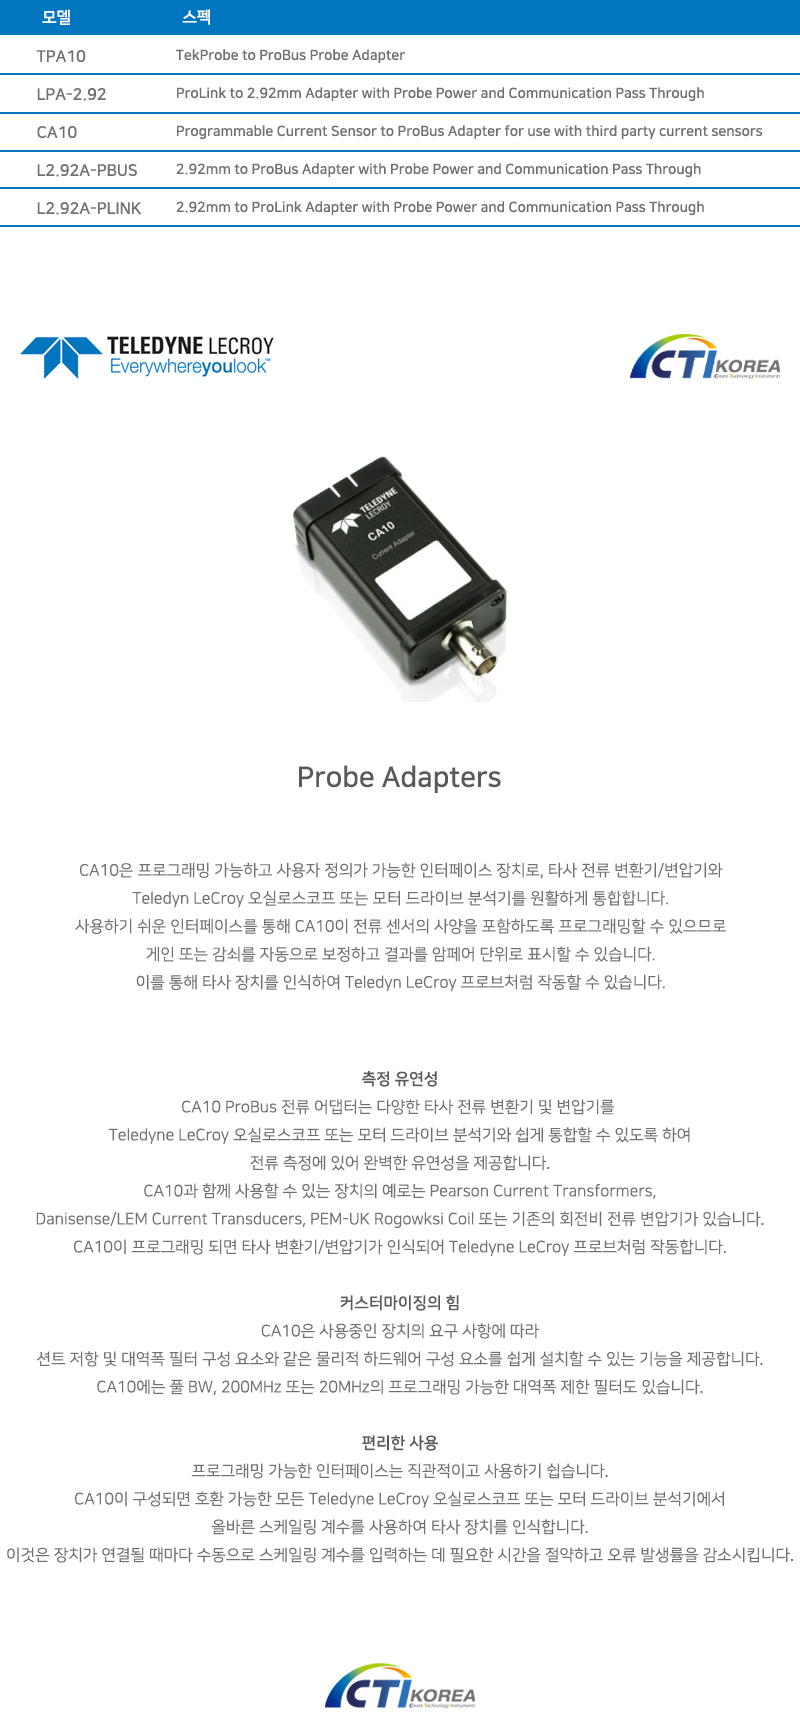 모델 스펙
TPA10 TekProbe to ProBus Probe Adapter
LPA-2.92 ProLink to 2.92mm Adapter with Probe Power and Communication Pass Through
CA10 Programmable Current Sensor to ProBus Adapter for use with third party current sensors
L2.92A-PBUS 2.92mm to ProBus Adapter with Probe Power and Communication Pass Through
L2.92A-PLINK 2.92mm to ProLink Adapter with Probe Power and Communication Pass Through
TELEDYNE LECROY
Everywhereyoulook™
CTI KOREA
Create Technology Instruments
TELEDYNE
LECROY
CA10
Current Adapter
Probe Adapters
CA10은 프로그래밍 가능하고 사용자 정의가 가능한 인터페이스 장치로, 타사 전류 변환기/변압기와
Teledyn LeCroy 오실로스코프 또는 모터 드라이브 분석기를 원활하게 통합합니다.
사용하기 쉬운 인터페이스를 통해 CA10이 전류 센서의 사양을 포함하도록 프로그래밍할 수 있으므로
게인 또는 감쇠를 자동으로 보정하고 결과를 암페어 단위로 표시할 수 있습니다.
이를 통해 타사 장치를 인식하여 Teledyn LeCroy 프로브처럼 작동할 수 있습니다.
측정 유연성
CA10 ProBus 전류 어댑터는 다양한 타사 전류 변환기 및 변압기를
Teledyne LeCroy 오실로스코프 또는 모터 드라이브 분석기와 쉽게 통합할 수 있도록 하여
전류 측정에 있어 완벽한 유연성을 제공합니다.
CA10과 함께 사용할 수 있는 장치의 예로는 Pearson Current Transformers,
Danisense/LEM Current Transducers, PEM-UK Rogowksi Coil 또는 기존의 회전비 전류 변압기가 있습니다.
CA10이 프로그래밍 되면 타사 변환기/변압기가 인식되어 Teledyne LeCroy 프로브처럼 작동합니다.
커스터마이징의 힘
CA10은 사용중인 장치의 요구 사항에 따라
션트 저항 및 대역폭 필터 구성 요소와 같은 물리적 하드웨어 구성 요소를 쉽게 설치할 수 있는 기능을 제공합니다.
CA10에는 풀 BW, 200MHz 또는 20MHz의 프로그래밍 가능한 대역폭 제한 필터도 있습니다.
편리한 사용
프로그래밍 가능한 인터페이스는 직관적이고 사용하기 쉽습니다.
CA10이 구성되면 호환 가능한 모든 Teledyne LeCroy 오실로스코프 또는 모터 드라이브 분석기에서
올바른 스케일링 계수를 사용하여 타사 장치를 인식합니다.
이것은 장치가 연결될 때마다 수동으로 스케일링 계수를 입력하는 데 필요한 시간을 절약하고 오류 발생률을 감소시킵니다.
CTI KOREA
Create Technology Instruments